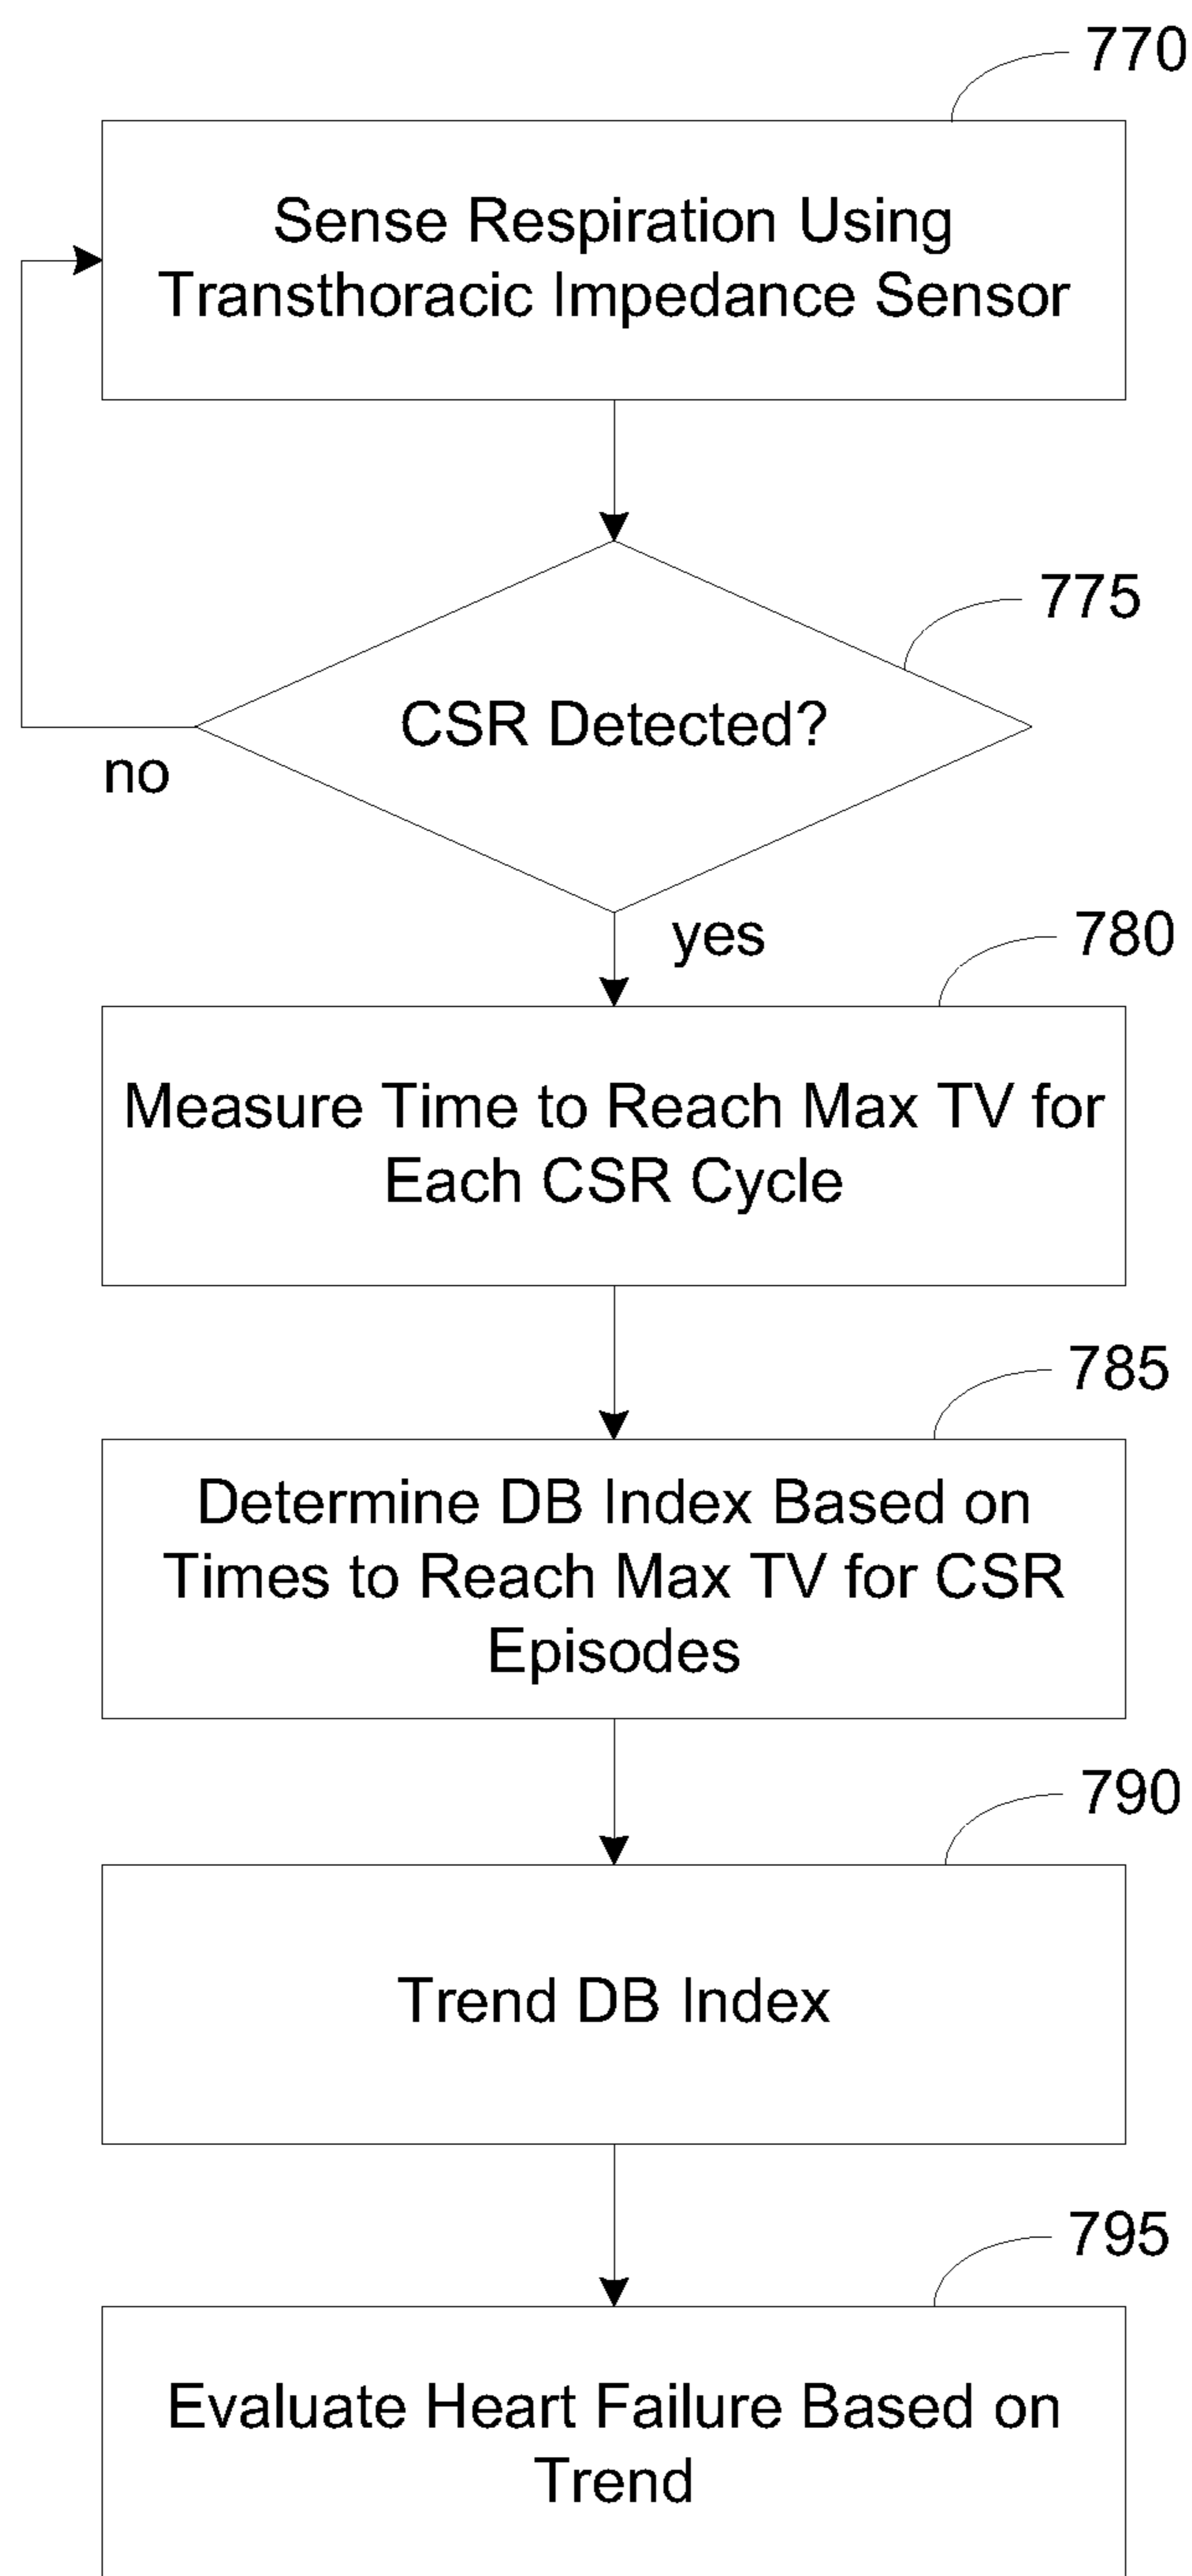 770
Sense Respiration Using
Transthoracic Impedance Sensor
775
CSR Detected?
no
yes
780
Measure Time to Reach Max TV for
Each CSR Cycle
785
Determine DB Index Based on
Times to Reach Max TV for CSR
Episodes
790
Trend DB Index
795
Evaluate Heart Failure Based on
Trend